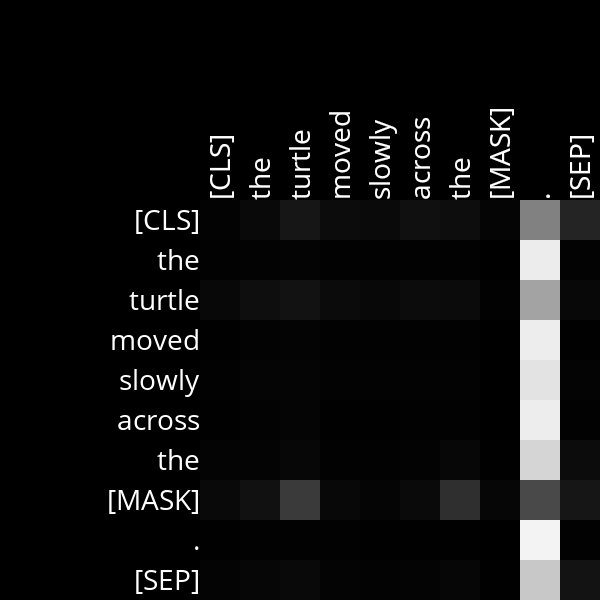 [CLS] the turtle moved slowly across the [MASK] . [SEP]
[CLS]
the
turtle
moved
slowly
across
the
[MASK]
.
[SEP]